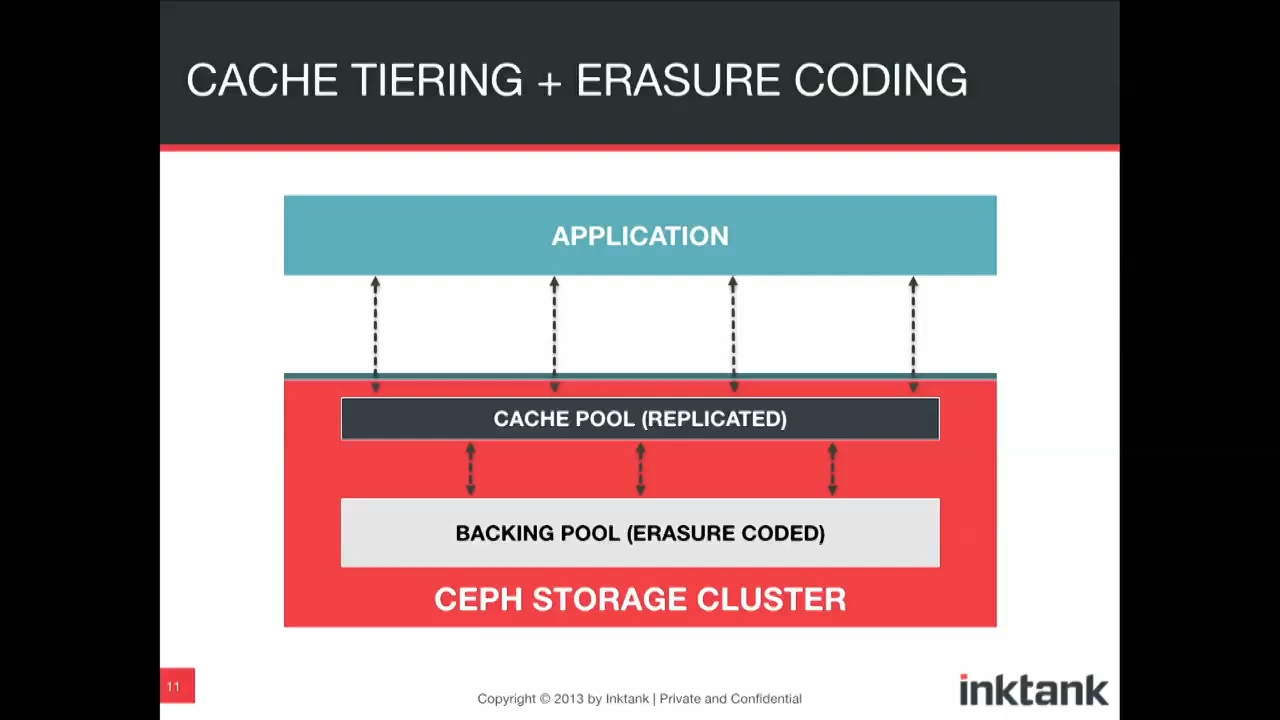 CACHE TIERING + ERASURE CODING
APPLICATION
CACHE POOL (REPLICATED)
BACKING POOL (ERASURE CODED)
CEPH STORAGE CLUSTER
11
Copyright © 2013 by Inktank | Private and Confidential
inktank